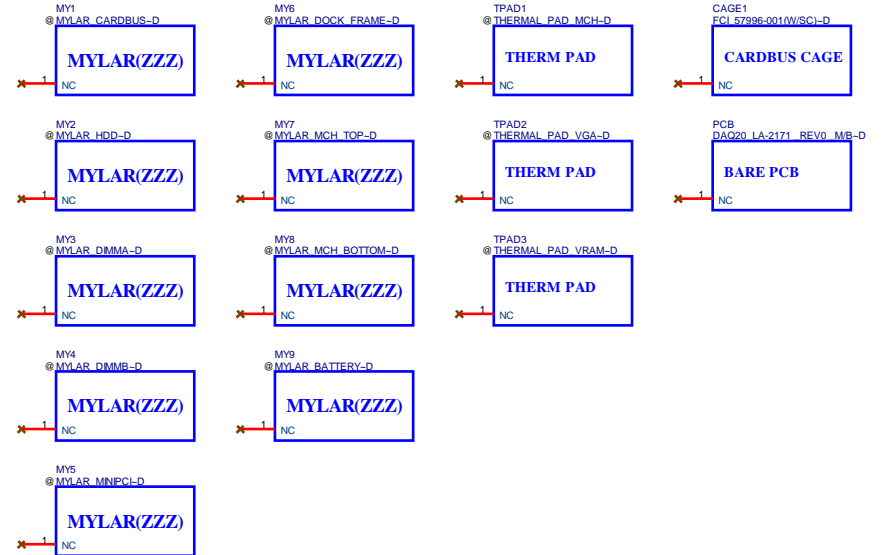 MY1
@ MYLAR_CARDBUS~D
MYLAR(ZZZ)
1
NC
MY6
@ MYLAR_DOCK_FRAME~D
MYLAR(ZZZ)
1
NC
TPAD1
@ THERMAL_PAD_MCH~D
THERM PAD
1
NC
CAGE1
FCI_57996-001(W/SC)~D
CARDBUS CAGE
1
NC
MY2
@ MYLAR_HDD~D
MYLAR(ZZZ)
1
NC
MY7
@ MYLAR_MCH_TOP~D
MYLAR(ZZZ)
1
NC
TPAD2
@ THERMAL_PAD_VGA~D
THERM PAD
1
NC
PCB
DAQ20_LA-2171 _REV0 _M/B~D
BARE PCB
1
NC
MY3
@ MYLAR_DIMMA~D
MYLAR(ZZZ)
1
NC
MY8
@ MYLAR_MCH_BOTTOM~D
MYLAR(ZZZ)
1
NC
TPAD3
@ THERMAL_PAD_VRAM~D
THERM PAD
1
NC
MY4
@ MYLAR_DIMMB~D
MYLAR(ZZZ)
1
NC
MY9
@ MYLAR_BATTERY~D
MYLAR(ZZZ)
1
NC
MY5
@ MYLAR_MINIPCI~D
MYLAR(ZZZ)
1
NC